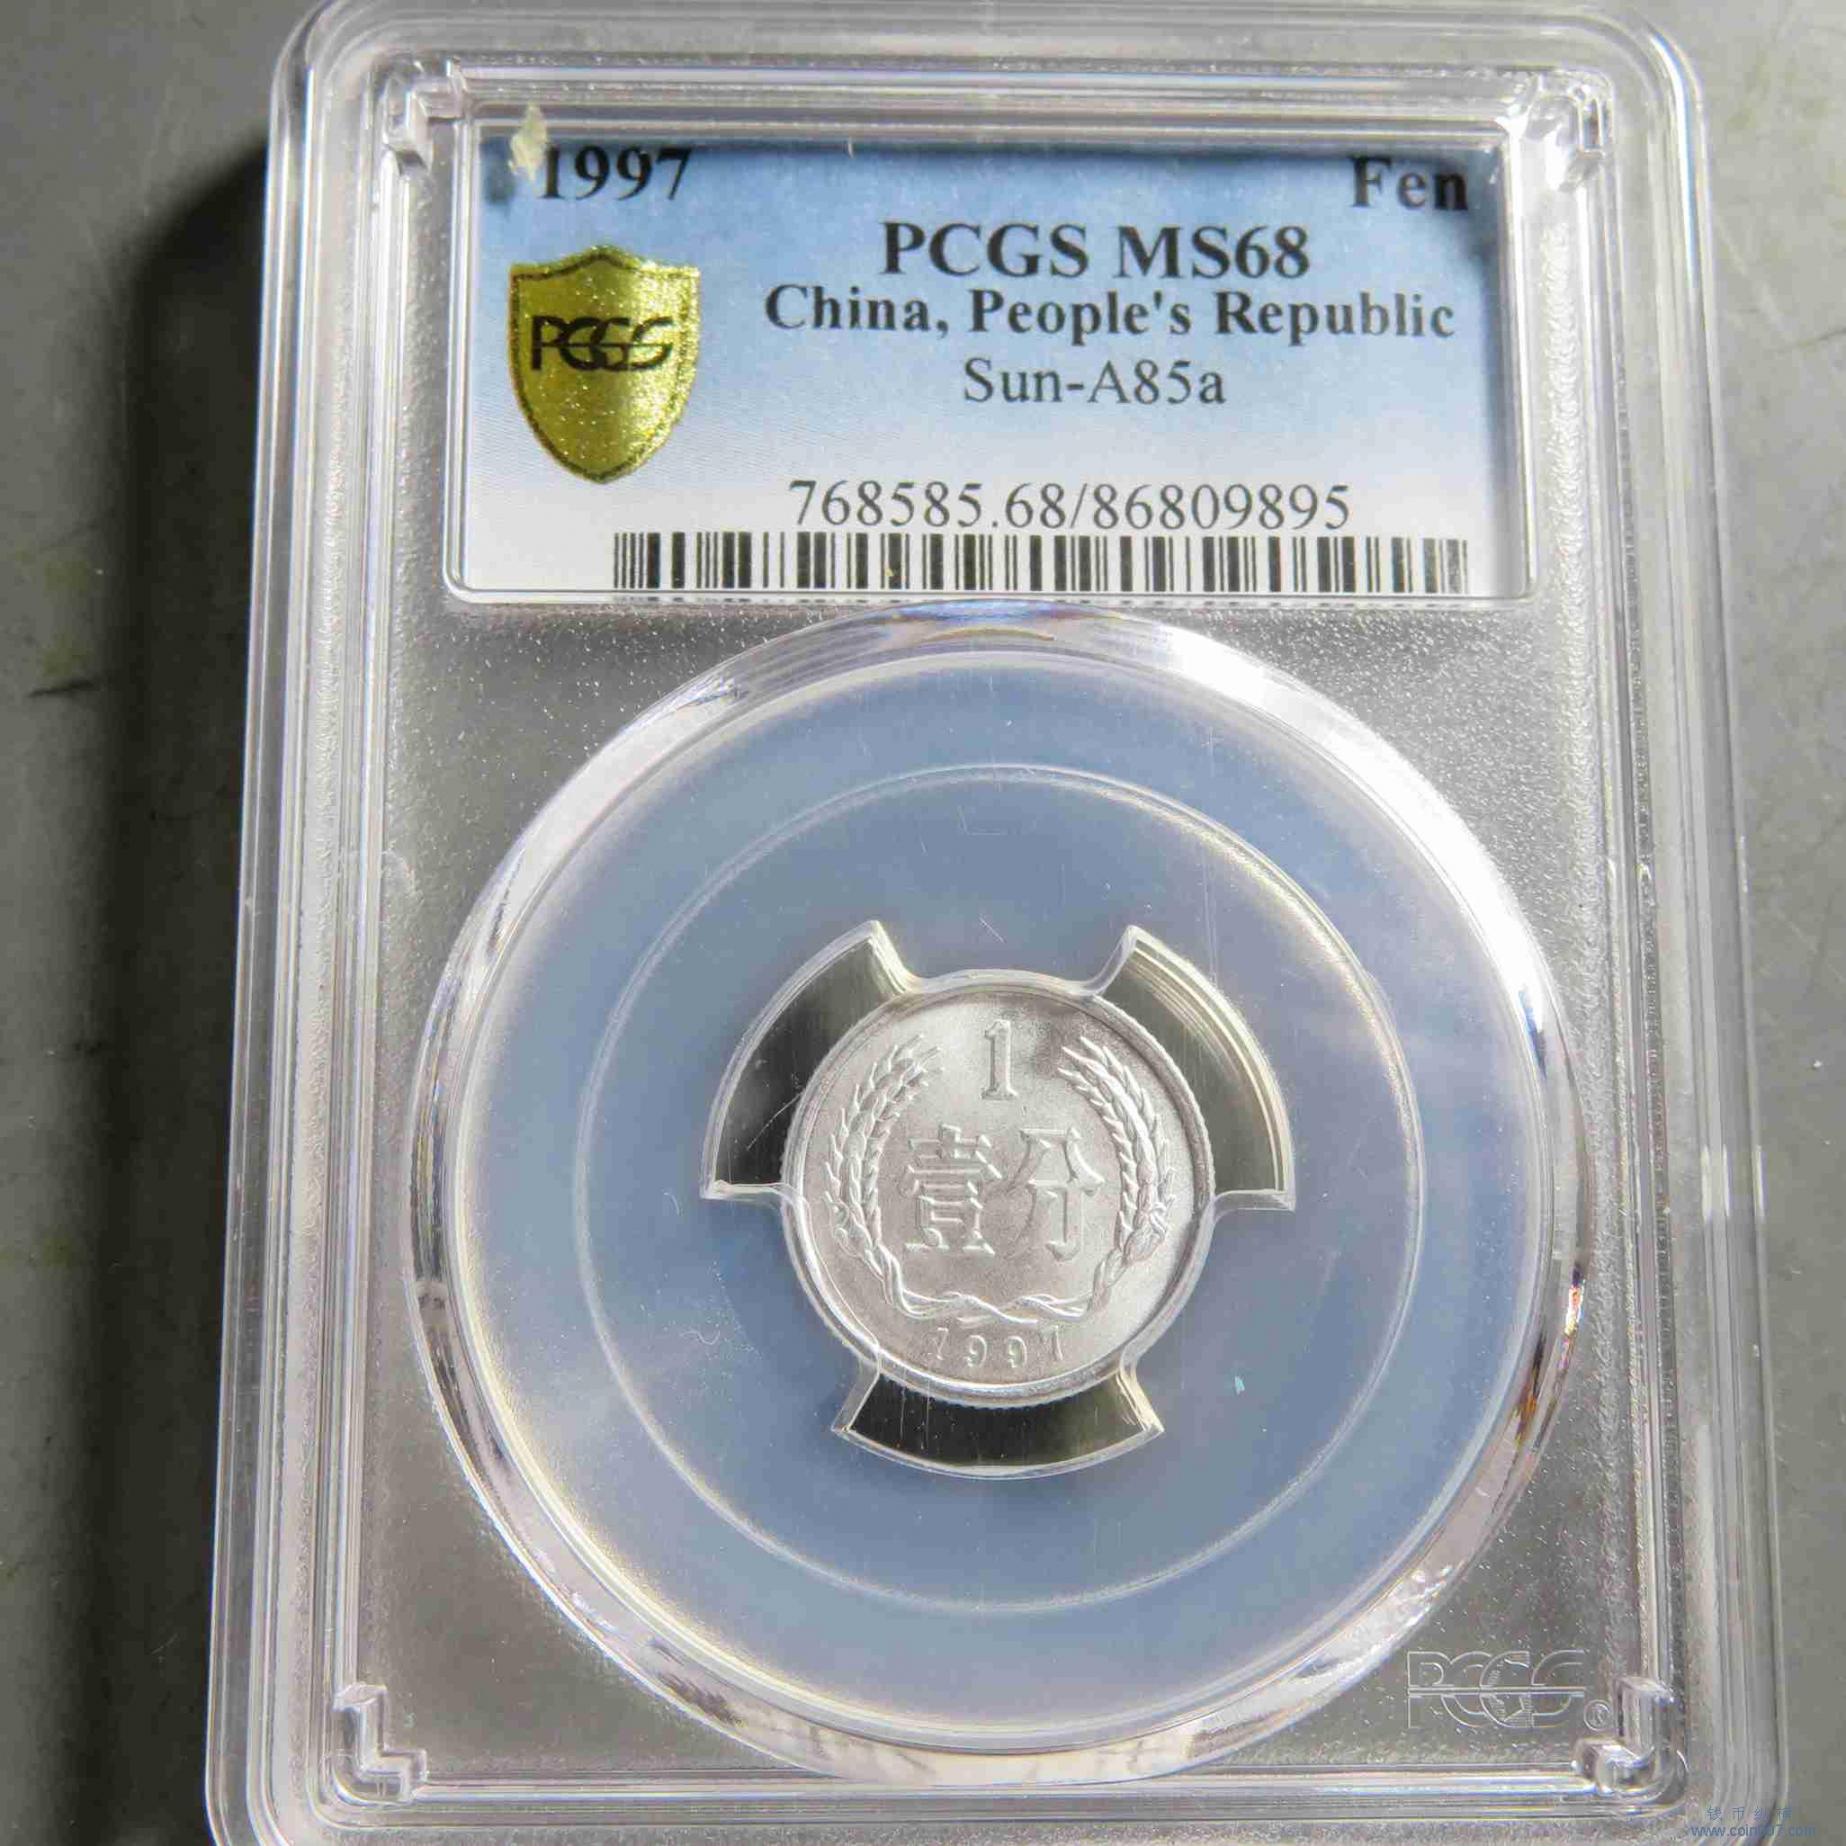 1997 Fen
PCGS MS68
China, People's Republic
Sun-A85a
PCGS
768585.68/86809895
1
壹分
1997
PCGS